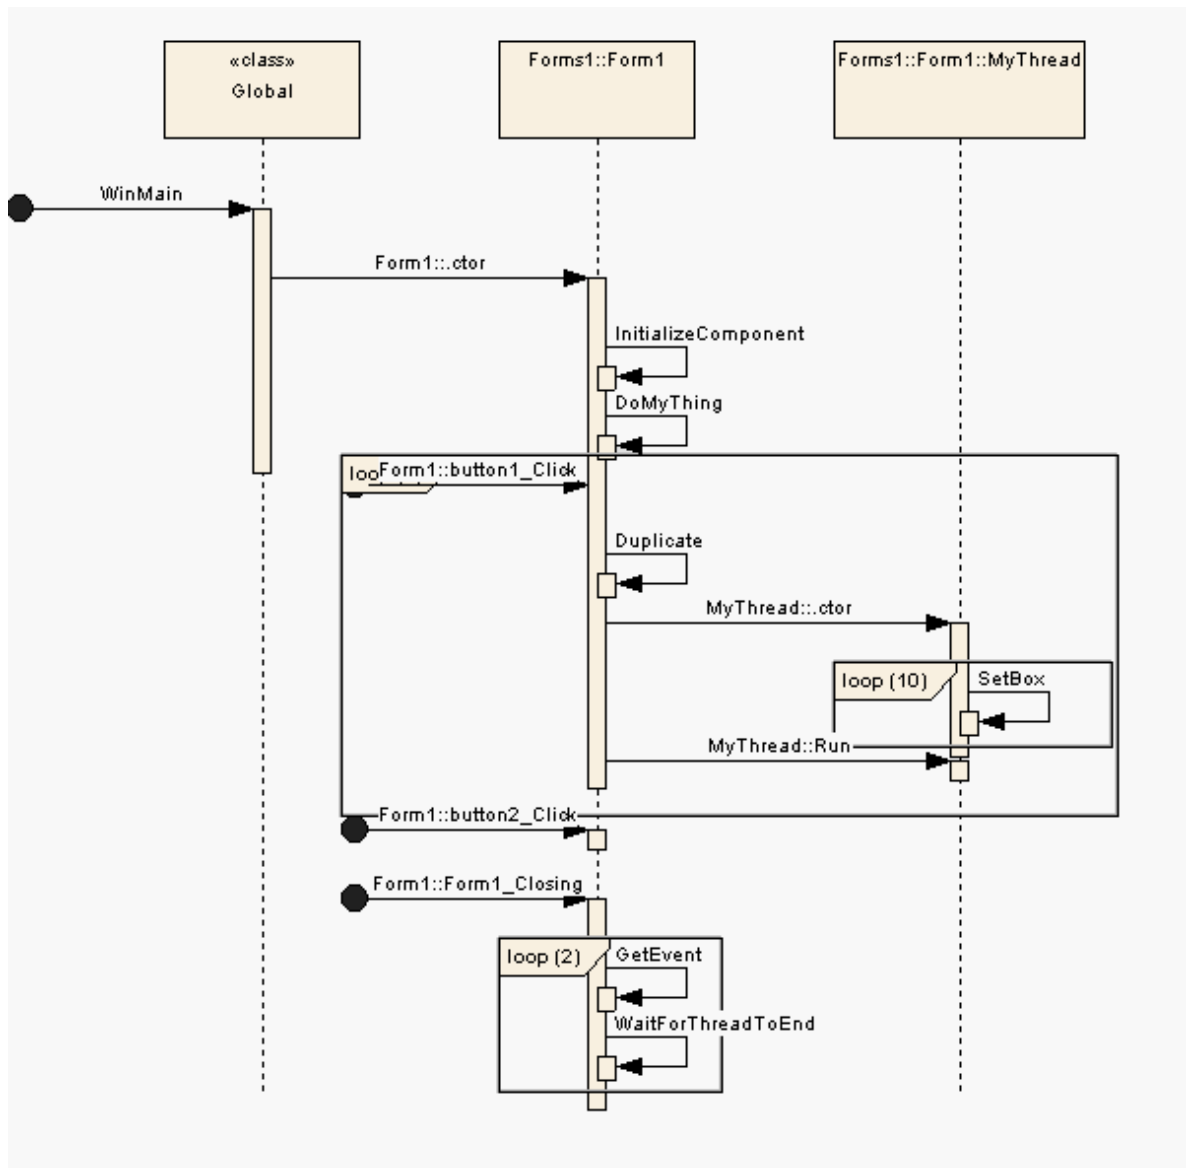 «class»
Global
Forms1::Form1
Forms1::Form1::MyThread
WinMain
Form1::.ctor
InitializeComponent
DoMyThing
Form1::button1_Click
Duplicate
MyThread::.ctor
loop (10)
SetBox
MyThread::Run
Form1::button2_Click
Form1::Form1_Closing
loop (2)
GetEvent
WaitForThreadToEnd